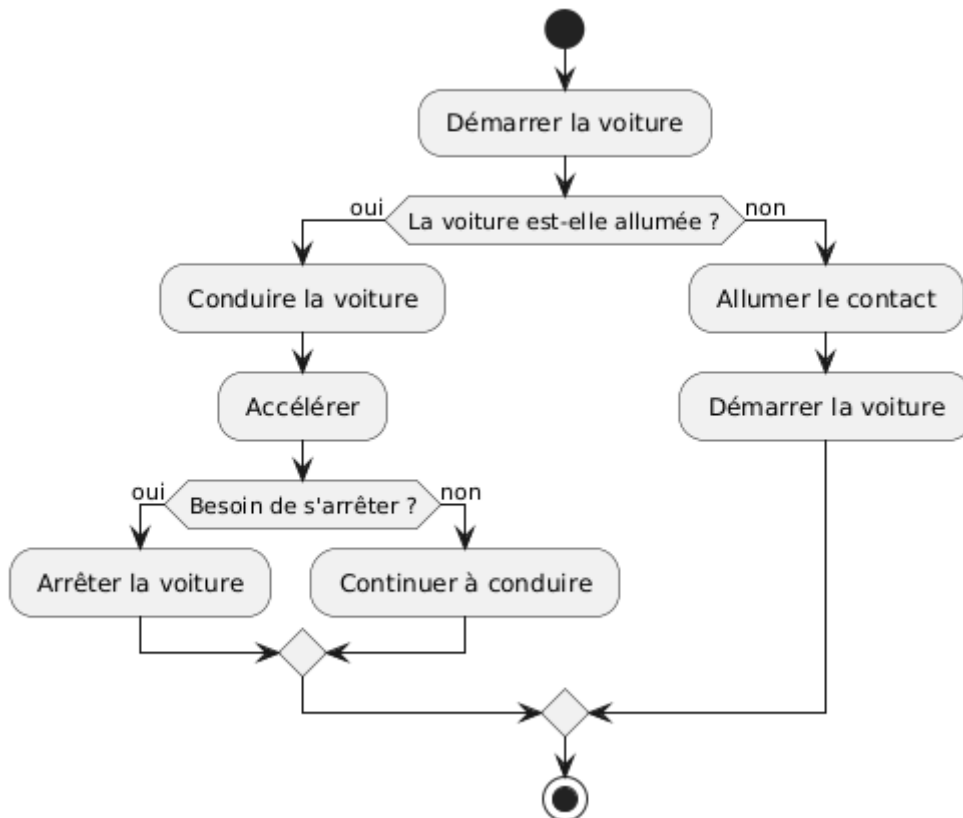 Démarrer la voiture
oui
La voiture est-elle allumée ?
non
Conduire la voiture
Allumer le contact
Accélérer
Démarrer la voiture
oui
Besoin de s'arrêter ?
non
Arrêter la voiture
Continuer à conduire